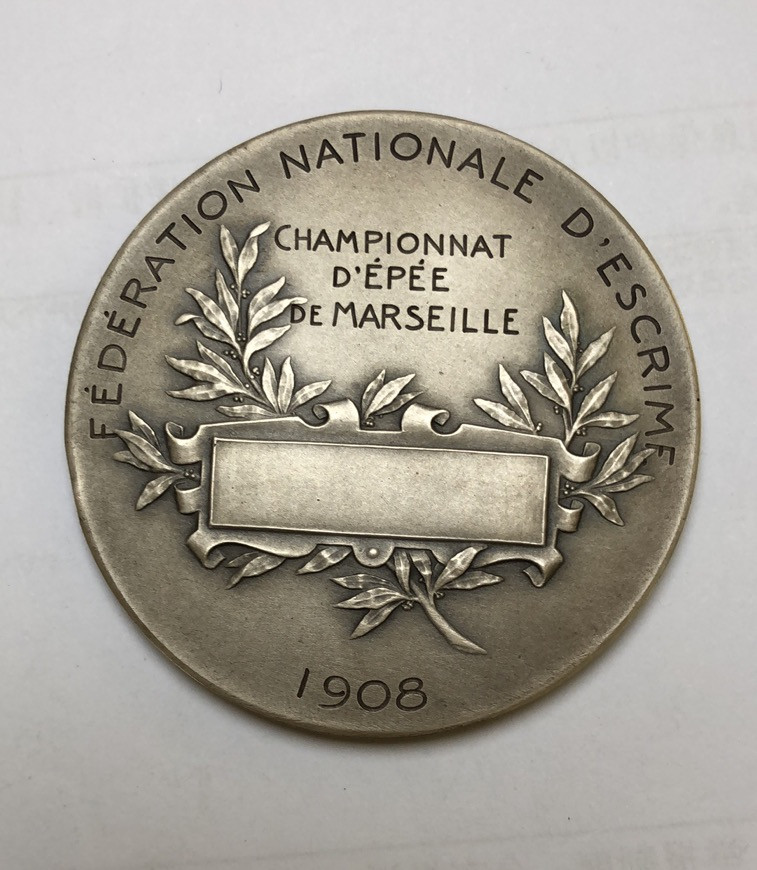 FÉDÉRATION NATIONALE D'ESCRIME
CHAMPIONNAT
D'ÉPÉE
DE MARSEILLE
1908